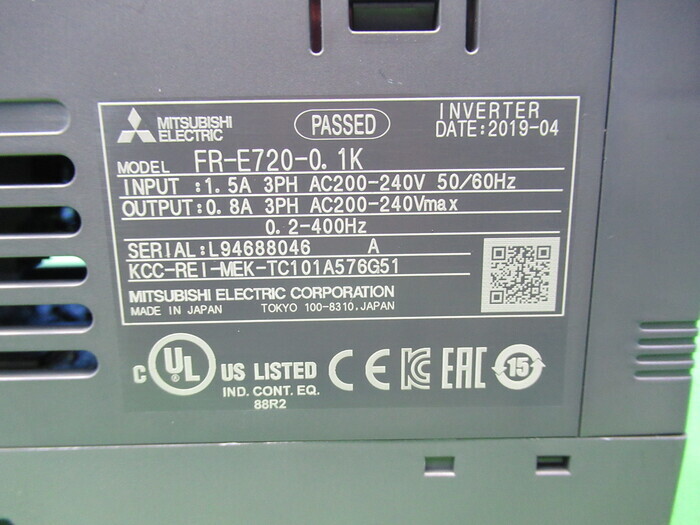 MITSUBISHI
ELECTRIC
PASSED
INVERTER
DATE:2019-04
MODEL FR-E720-0.1K
INPUT :1.5A 3PH AC200-240V 50/60Hz
OUTPUT:0.8A 3PH AC200-240Vmax
0.2-400Hz
SERIAL:L94688046 A
KCC-REI-MEK-TC101A576G51
MITSUBISHI ELECTRIC CORPORATION
MADE IN JAPAN TOKYO 100-8310,JAPAN
C UL ® US LISTED CE KC EAC 15
IND. CONT. EQ.
88R2